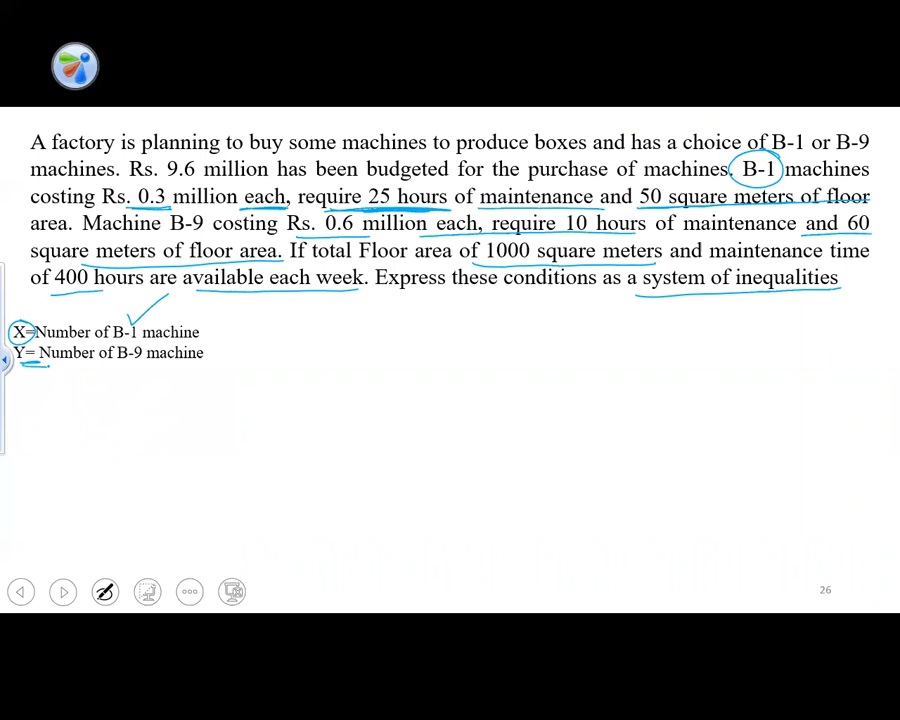 A factory is planning to buy some machines to produce boxes and has a choice of B-1 or B-9
machines. Rs. 9.6 million has been budgeted for the purchase of machines. B-1 machines
costing Rs. 0.3 million each, require 25 hours of maintenance and 50 square meters of floor
area. Machine B-9 costing Rs. 0.6 million each, require 10 hours of maintenance and 60
square meters of floor area. If total Floor area of 1000 square meters and maintenance time
of 400 hours are available each week. Express these conditions as a system of inequalities
X=Number of B-1 machine
Y= Number of B-9 machine
26